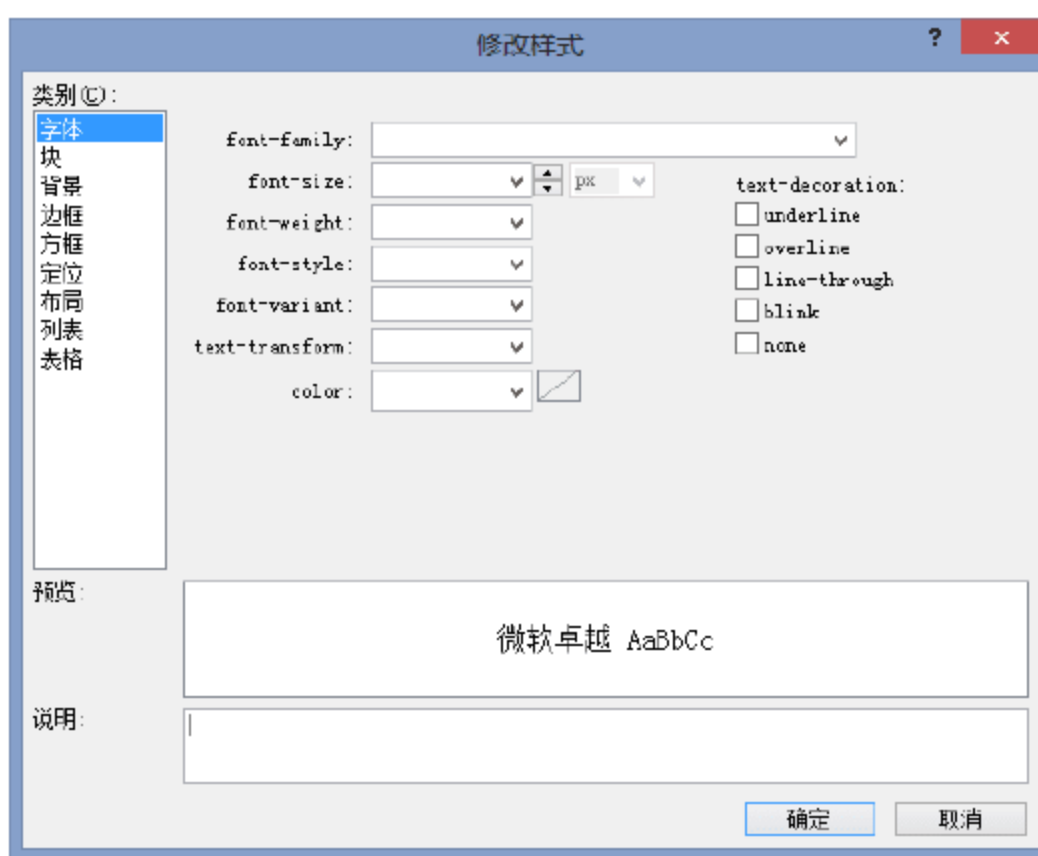 修改样式
?
类别(C):
字体
块
背景
边框
方框
定位
布局
列表
表格
font-family:
font-size:
px
font-weight:
font-style:
font-variant:
text-transform:
color:
text-decoration:
underline
overline
line-through
blink
none
预览:
微软卓越 AaBbCc
说明:
确定
取消